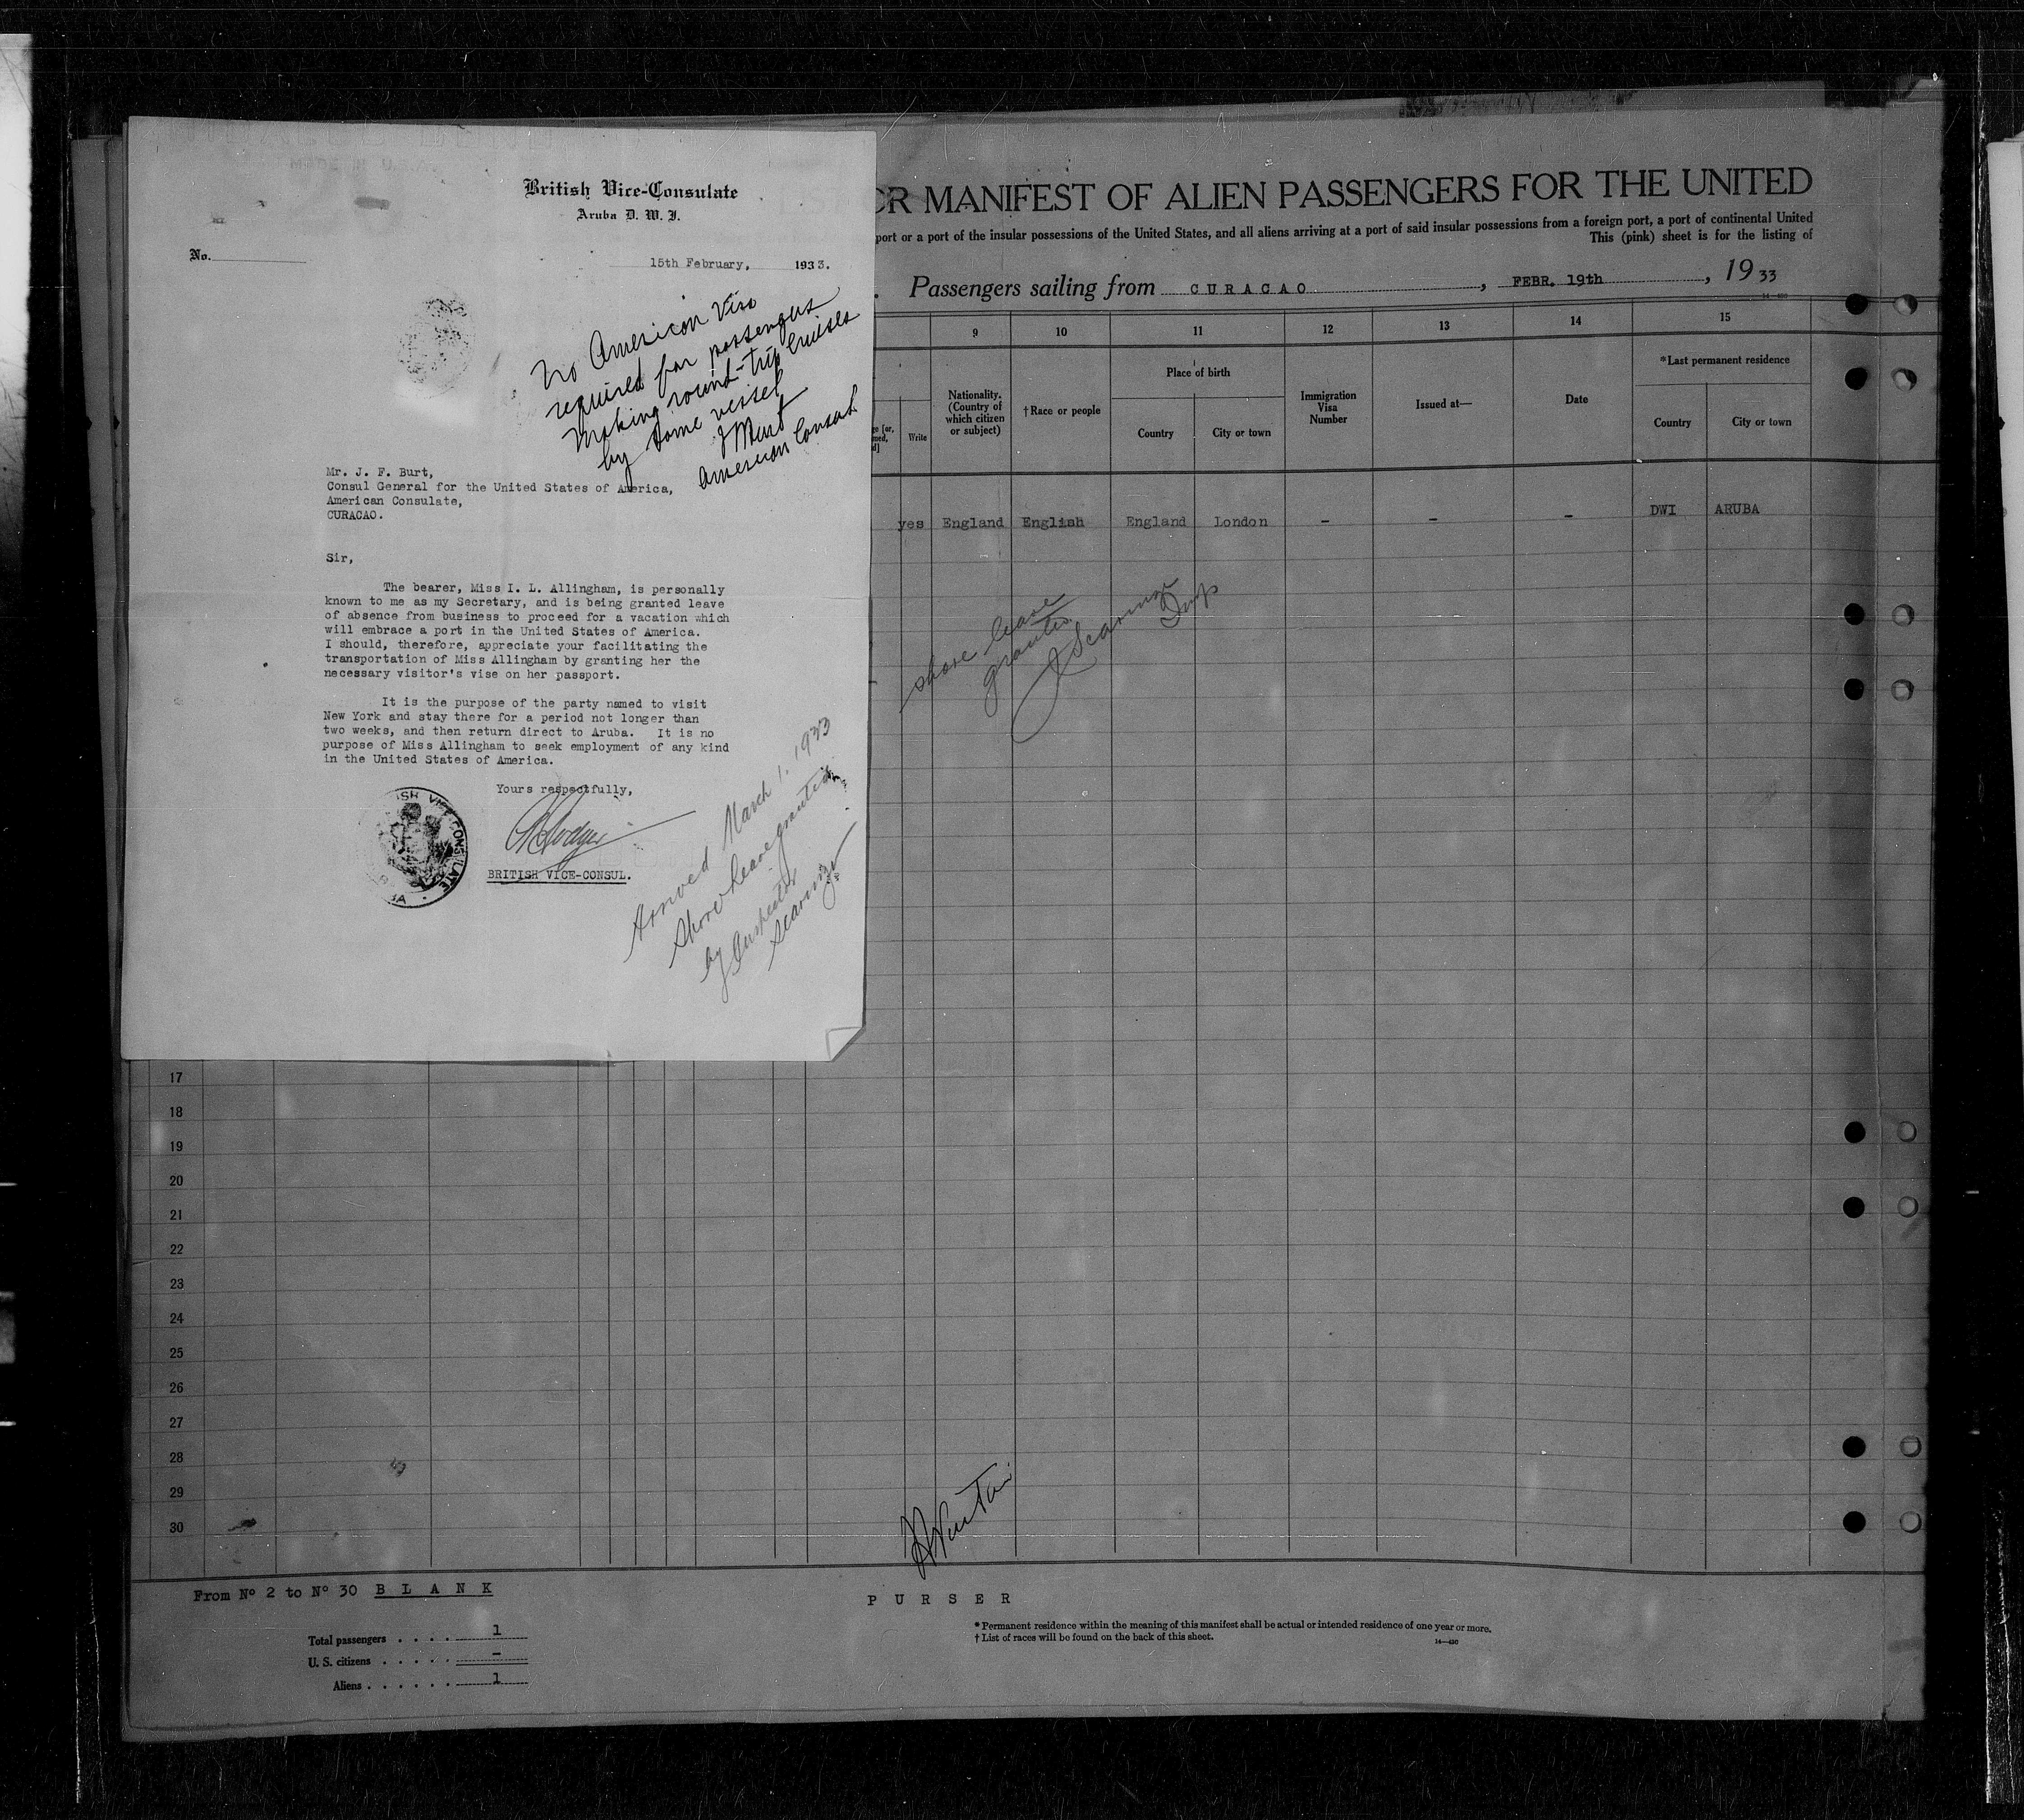 British Vice-Consulate
Aruba D. W. I.
No.
15th February, 1933.
No American Visa
required for passengers
making round-trip cruises
by same vessel
American Consul
Mr. J. F. Burt,
Consul General for the United States of America,
American Consulate,
CURACAO.
Sir,
The bearer, Miss I. L. Allingham, is personally
known to me as my Secretary, and is being granted leave
of absence from business to proceed for a vacation which
will embrace a port in the United States of America.
I should, therefore, appreciate your facilitating the
transportation of Miss Allingham by granting her the
necessary visitor's vise on her passport.
It is the purpose of the party named to visit
New York and stay there for a period not longer than
two weeks, and then return direct to Aruba. It is no
purpose of Miss Allingham to seek employment of any kind
in the United States of America.
Yours respectfully,
BRITISH VICE-CONSUL.
Arrived March 1. 1933
Shore leave granted
by Inspector
OR MANIFEST OF ALIEN PASSENGERS FOR THE UNITED
port or a port of the insular possessions of the United States, and all aliens arriving at a port of said insular possessions from a foreign port, a port of continental United
This (pink) sheet is for the listing of
Passengers sailing from CURACAO, FEBR. 19th, 1933
9 10 11 12 13 14 15
Write
Nationality. (Country of which citizen or subject)
†Race or people
Place of birth
Country City or town
Immigration Visa Number
Issued at—
Date
*Last permanent residence
Country City or town
yes England English England London - - - DWI ARUBA
shore leave
granted
17
18
19
20
21
22
23
24
25
26
27
28
29
30
From No 2 to No 30 BLANK
PURSER
Total passengers . . . . 1
U. S. citizens . . . . . -
Aliens . . . . . . 1
* Permanent residence within the meaning of this manifest shall be actual or intended residence of one year or more.
† List of races will be found on the back of this sheet.